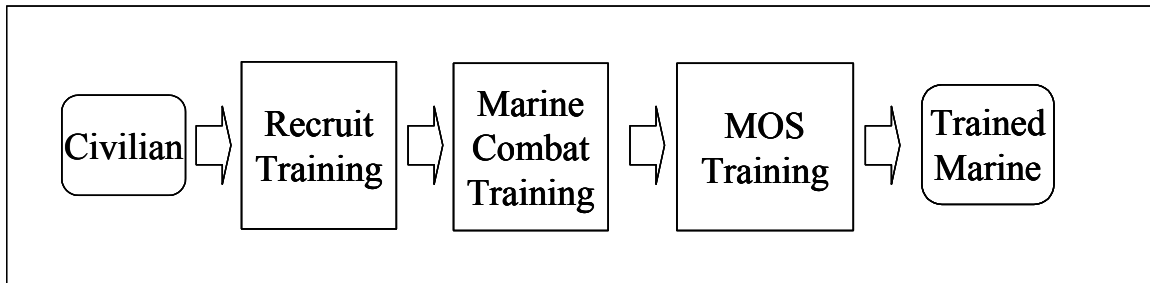 Civilian
Recruit
Training
Marine
Combat
Training
MOS
Training
Trained
Marine